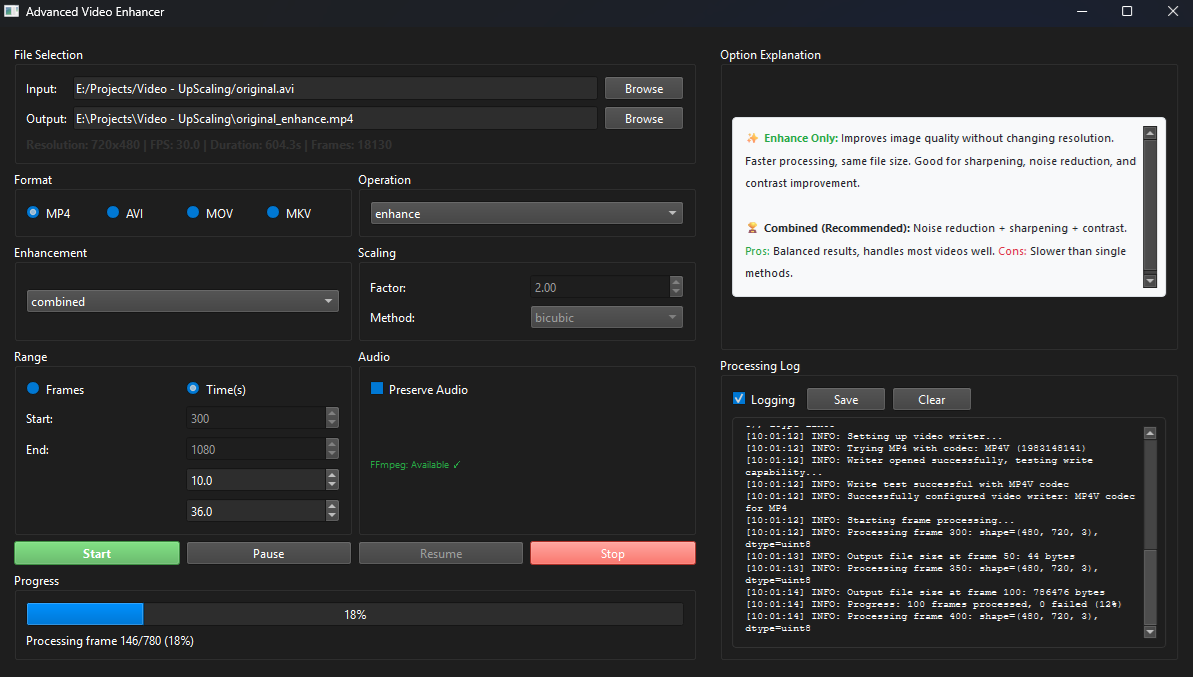 Advanced Video Enhancer
File Selection
Input:
E:/Projects/Video - UpScaling/original.avi
Browse
Output:
E:\Projects\Video - UpScaling\original_enhance.mp4
Browse
Resolution: 720x480 | FPS: 30.0 | Duration: 604.3s | Frames: 18130
Format
MP4
AVI
MOV
MKV
Operation
enhance
Enhancement
combined
Scaling
Factor:
2.00
Method:
bicubic
Range
Frames
Time(s)
Start:
300
End:
1080
10.0
36.0
Audio
Preserve Audio
FFmpeg: Available ✓
Start
Pause
Resume
Stop
Progress
18%
Processing frame 146/780 (18%)
Option Explanation
✨ Enhance Only: Improves image quality without changing resolution.
Faster processing, same file size. Good for sharpening, noise reduction, and
contrast improvement.
🏆 Combined (Recommended): Noise reduction + sharpening + contrast.
Pros: Balanced results, handles most videos well. Cons: Slower than single
methods.
Processing Log
Logging
Save
Clear
[10:01:12] INFO: Setting up video writer...
[10:01:12] INFO: Trying MP4 with codec: MP4V (1983148141)
[10:01:12] INFO: Writer opened successfully, testing write
capability...
[10:01:12] INFO: Write test successful with MP4V codec
[10:01:12] INFO: Successfully configured video writer: MP4V codec
for MP4
[10:01:12] INFO: Starting frame processing...
[10:01:12] INFO: Processing frame 300: shape=(480, 720, 3),
dtype=uint8
[10:01:13] INFO: Output file size at frame 50: 44 bytes
[10:01:13] INFO: Processing frame 350: shape=(480, 720, 3),
dtype=uint8
[10:01:14] INFO: Output file size at frame 100: 786476 bytes
[10:01:14] INFO: Progress: 100 frames processed, 0 failed (12%)
[10:01:14] INFO: Processing frame 400: shape=(480, 720, 3),
dtype=uint8